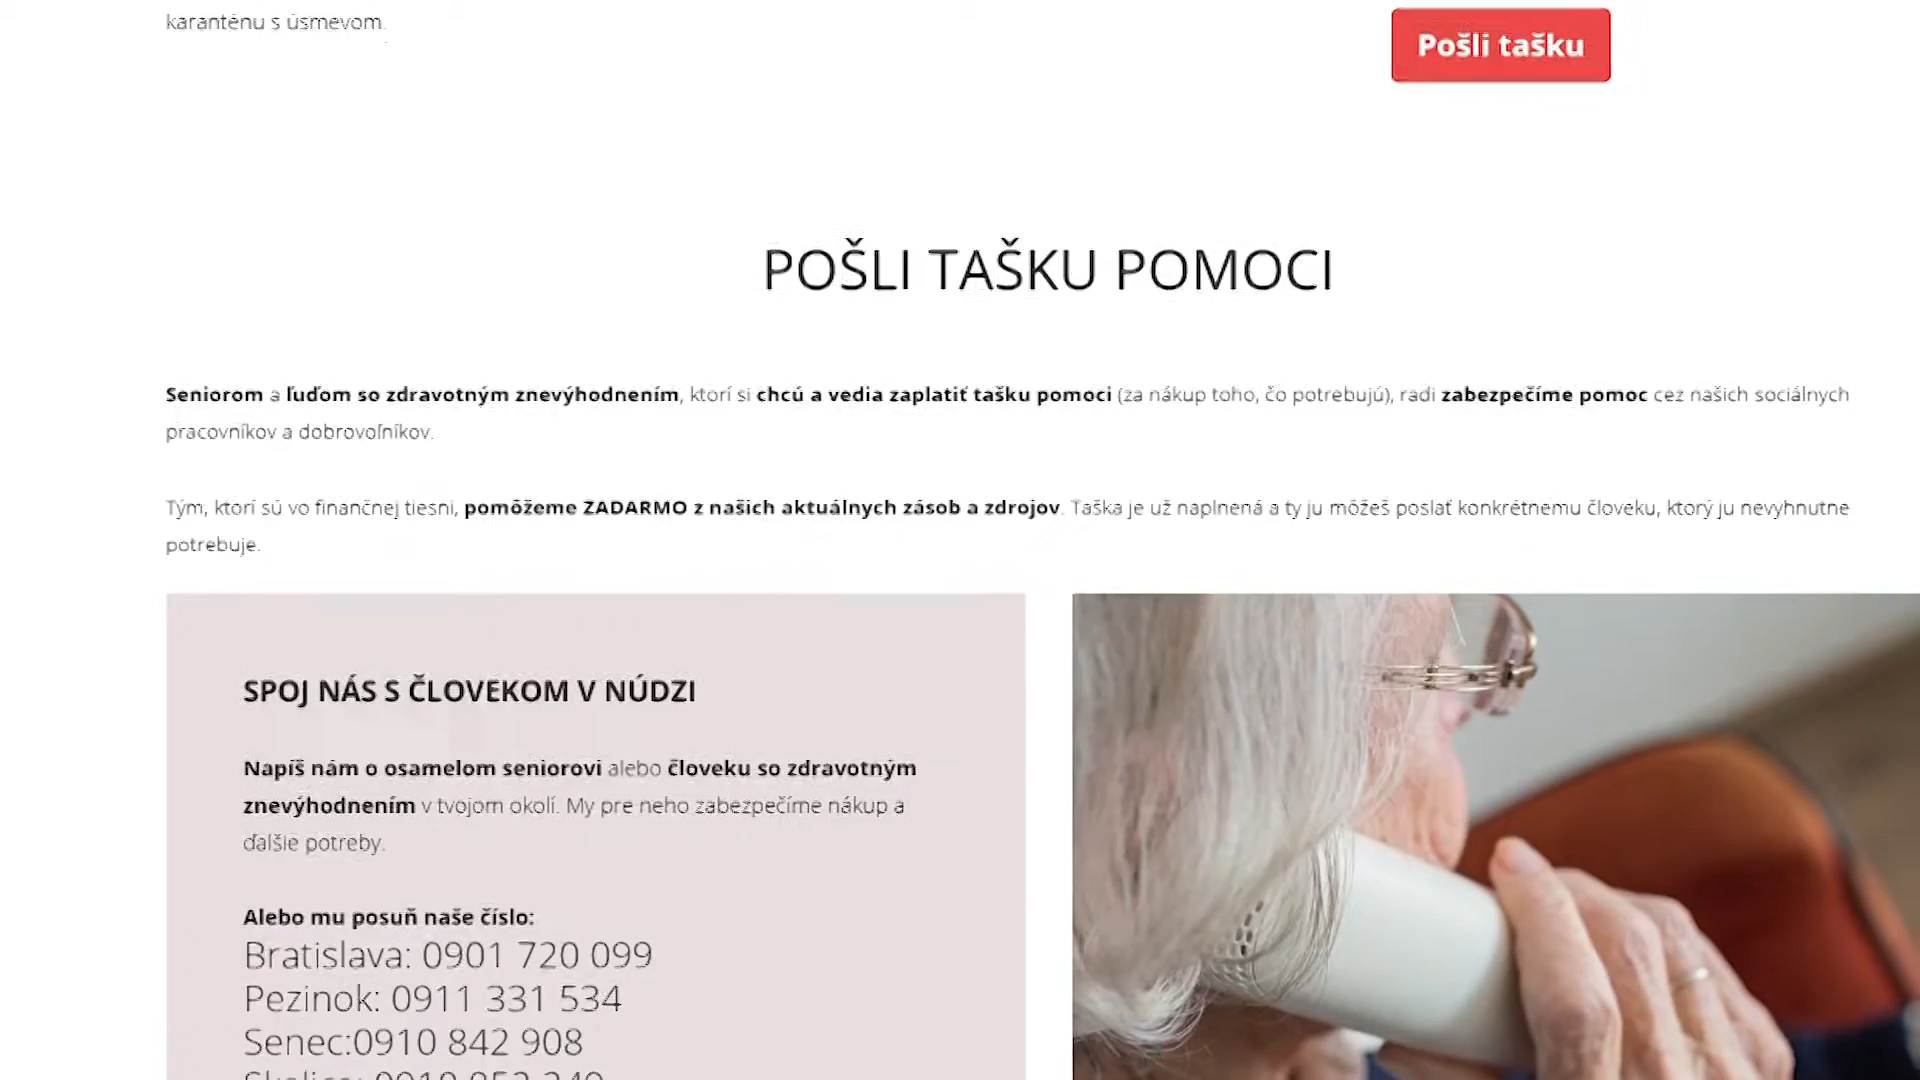 karanténu s úsmevom.
Pošli tašku
POŠLI TAŠKU POMOCI
Seniorom a ľuďom so zdravotným znevýhodnením, ktorí si chcú a vedia zaplatiť tašku pomoci (za nákup toho, čo potrebujú), radi zabezpečíme pomoc cez našich sociálnych
pracovníkov a dobrovoľníkov.
Tým, ktorí sú vo finančnej tiesni, pomôžeme ZADARMO z našich aktuálnych zásob a zdrojov. Taška je už naplnená a ty ju môžeš poslať konkrétnemu človeku, ktorý ju nevyhnutne
potrebuje.
SPOJ NÁS S ČLOVEKOM V NÚDZI
Napíš nám o osamelom seniorovi alebo človeku so zdravotným
znevýhodnením v tvojom okolí. My pre neho zabezpečíme nákup a
ďalšie potreby.
Alebo mu posuň naše číslo:
Bratislava: 0901 720 099
Pezinok: 0911 331 534
Senec:0910 842 908